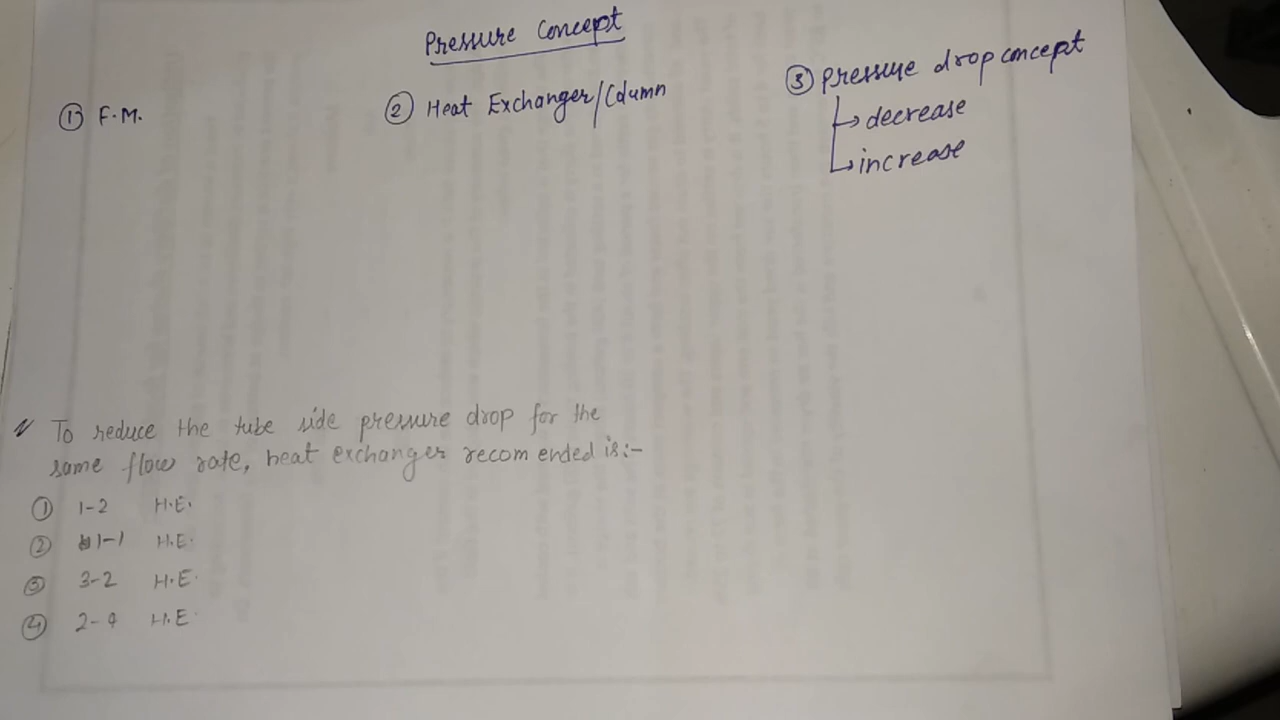 Pressure Concept
① F.M.
② Heat Exchanger/Column
③ Pressure drop concept
↳ decrease
↳ increase
To reduce the tube side pressure drop for the
same flow rate, heat exchanger recom ended is:-
① 1-2 H.E.
② 1-1 H.E.
③ 3-2 H.E.
④ 2-4 H.E